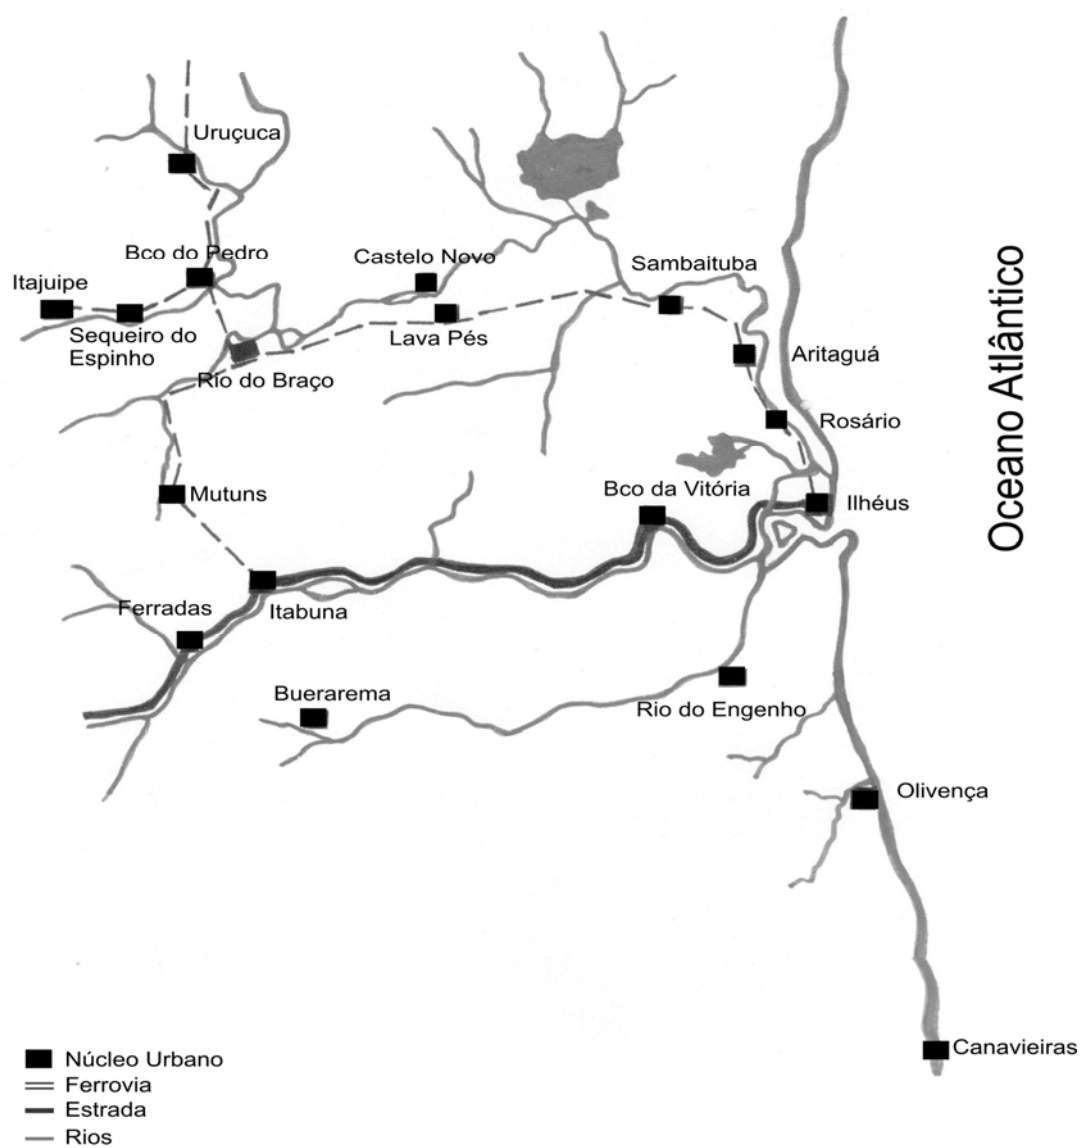 Uruçuca
Bco do Pedro
Castelo Novo
Sambaituba
Itajuipe
Sequeiro do
Espinho
Lava Pés
Aritaguá
Rio do Braço
Rosário
Oceano Atlântico
Mutuns
Bco da Vitória
Ilhéus
Ferradas
Itabuna
Buerarema
Rio do Engenho
Olivença
Canavieiras
Núcleo Urbano
Ferrovia
Estrada
Rios